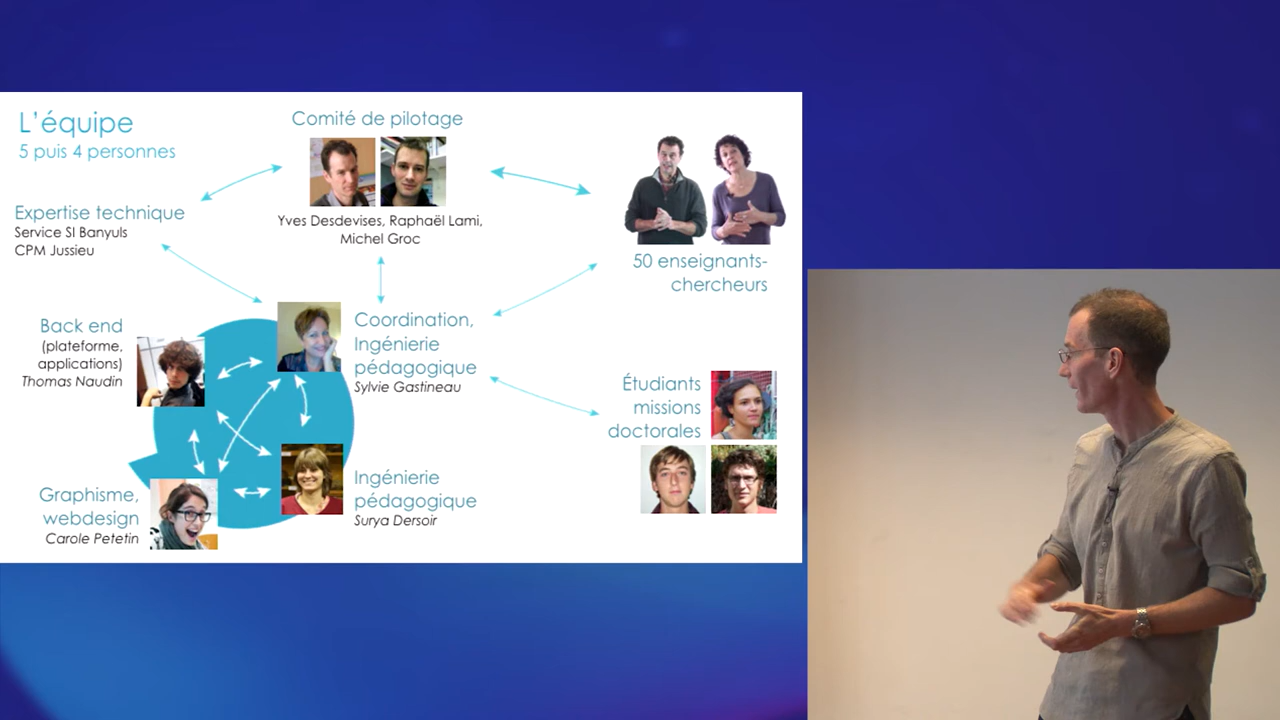 L'équipe
5 puis 4 personnes
Comité de pilotage
Yves Desdevises, Raphaël Lami,
Michel Groc
Expertise technique
Service SI Banyuls
CPM Jussieu
50 enseignants-
chercheurs
Back end
(plateforme,
applications)
Thomas Naudin
Coordination,
Ingénierie
pédagogique
Sylvie Gastineau
Étudiants
missions
doctorales
Graphisme,
webdesign
Carole Petetin
Ingénierie
pédagogique
Surya Dersoir